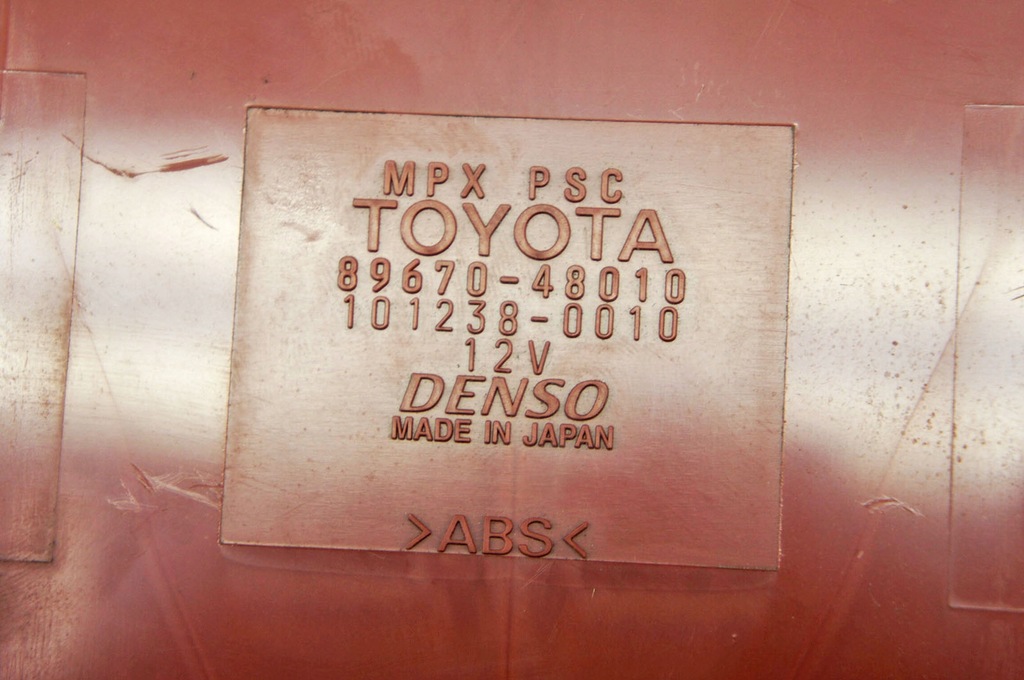 MPX PSC
TOYOTA
89670-48010
101238-0010
12V
DENSO
MADE IN JAPAN
>ABS<